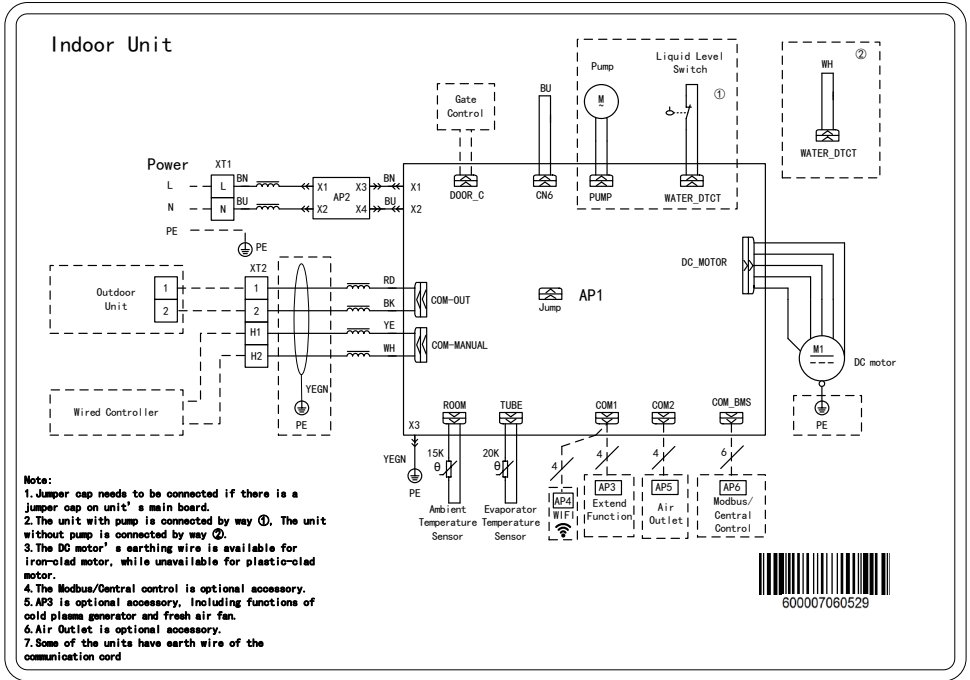 Indoor Unit
Pump
Liquid Level
Switch
①
②
WH
WATER_DTCT
Gate
Control
BU
M
~
DOOR_C
CN6
PUMP
WATER_DTCT
Power
XT1
L
L
BN
X1
X3
BN
X1
AP2
N
N
BU
X2
X4
BU
X2
PE
PE
XT2
DC_MOTOR
Outdoor
Unit
1
2
1
2
H1
H2
RD
BK
YE
WH
COM-OUT
COM-MANUAL
Jump
AP1
M1
DC motor
PE
Wired Controller
YEGN
PE
X3
YEGN
PE
ROOM
TUBE
COM1
COM2
COM_BMS
15K
θ
20K
θ
4
4
4
6
Ambient
Temperature
Sensor
Evaporator
Temperature
Sensor
AP4
WIFI
AP3
Extend
Function
AP5
Air
Outlet
AP6
Modbus/
Central
Control
Note:
1. Jumper cap needs to be connected if there is a
jumper cap on unit's main board.
2. The unit with pump is connected by way ①, The unit
without pump is connected by way ②.
3. The DC motor's earthing wire is available for
iron-clad motor, while unavailable for plastic-clad
motor.
4. The Modbus/Central control is optional accessory.
5. AP3 is optional accessory, Including functions of
cold plasma generator and fresh air fan.
6. Air Outlet is optional accessory.
7. Some of the units have earth wire of the
communication cord
600007060529